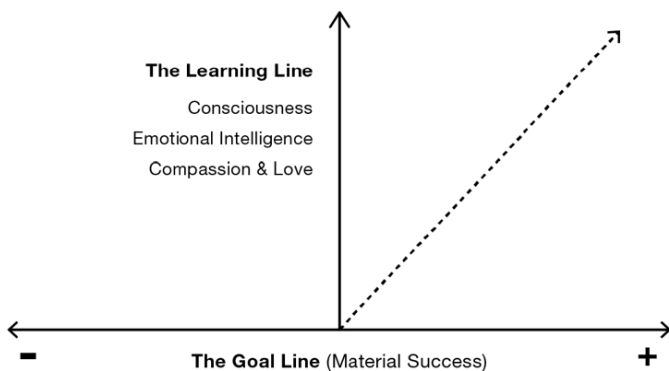 The Learning Line
Consciousness
Emotional Intelligence
Compassion & Love
- +
The Goal Line (Material Success)